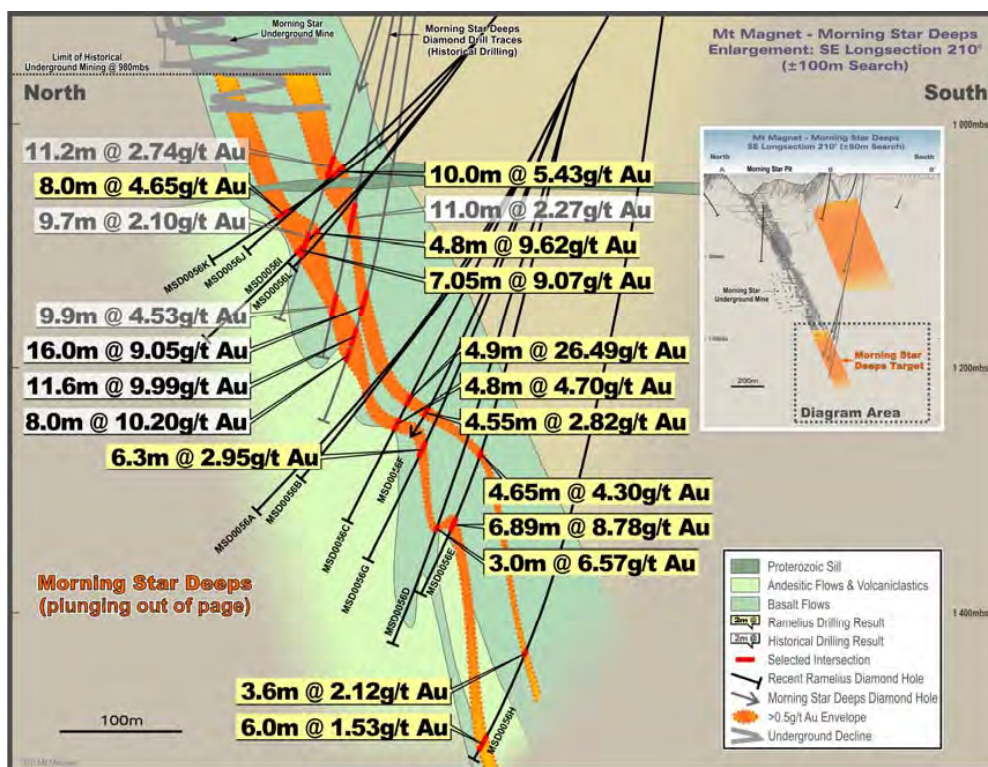 Morning Star
Underground Mine
Morning Star Deeps
Diamond Drill Traces
(Historical Drilling)
Mt Magnet - Morning Star Deeps
Enlargement: SE Longsection 210°
(±100m Search)
Limit of Historical
Underground Mining @ 980mbs
North
South
1 000mbs
11.2m @ 2.74g/t Au
8.0m @ 4.65g/t Au
9.7m @ 2.10g/t Au
10.0m @ 5.43g/t Au
11.0m @ 2.27g/t Au
4.8m @ 9.62g/t Au
7.05m @ 9.07g/t Au
MSD0056K
MSD0056J
MSD0056I
MSD0056L
9.9m @ 4.53g/t Au
16.0m @ 9.05g/t Au
11.6m @ 9.99g/t Au
8.0m @ 10.20g/t Au
6.3m @ 2.95g/t Au
4.9m @ 26.49g/t Au
4.8m @ 4.70g/t Au
4.55m @ 2.82g/t Au
4.65m @ 4.30g/t Au
6.89m @ 8.78g/t Au
3.0m @ 6.57g/t Au
MSD0056A
MSD0056B
MSD0056C
MSD0056F
MSD0056G
MSD0056D
MSD0056E
Mt Magnet - Morning Star Deeps
SE Longsection 210° (±50m Search)
North
South
A
Morning Star Pit
B
B'
Morning Star
Underground Mine
Morning Star
Deeps Target
200m
Diagram Area
1 200mbs
Morning Star Deeps
(plunging out of page)
Proterozoic Sill
Andesitic Flows & Volcaniclastics
Basalt Flows
2m @
Ramelius Drilling Result
2m @
Historical Drilling Result
Selected Intersection
Recent Ramelius Diamond Hole
Morning Star Deeps Diamond Hole
>0.5g/t Au Envelope
Underground Decline
1 400mbs
3.6m @ 2.12g/t Au
6.0m @ 1.53g/t Au
MSD0056H
100m